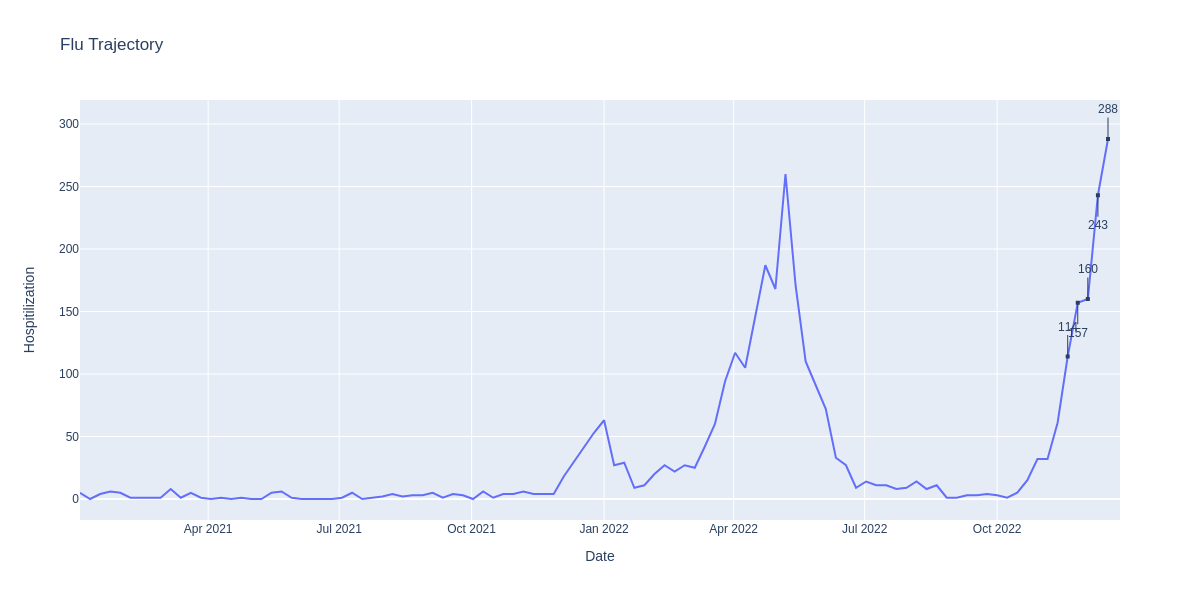 Flu Trajectory
288
300
250
243
200
160
150
114
157
100
50
0
Hospitilization
Apr 2021
Jul 2021
Oct 2021
Jan 2022
Apr 2022
Jul 2022
Oct 2022
Date